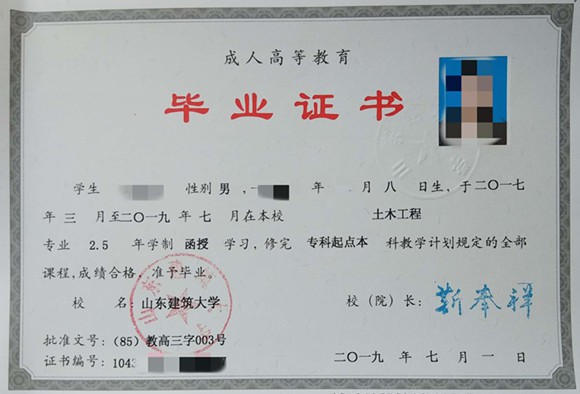 成人高等教育
毕业证书
学生 性别 男 , 一 年 月 八 日生, 于二〇一七
年 三 月至二〇一九 年 七 月在本校 土木工程
专业 2.5 年学制 函授 学习, 修完 专科起点本 科教学计划规定的全部
课程, 成绩合格, 准予毕业。
校 名: 山东建筑大学
校(院)长: 靳奉祥
批准文号: (85)教高三字003号
证书编号: 1043
二〇一九 年 七 月 一 日